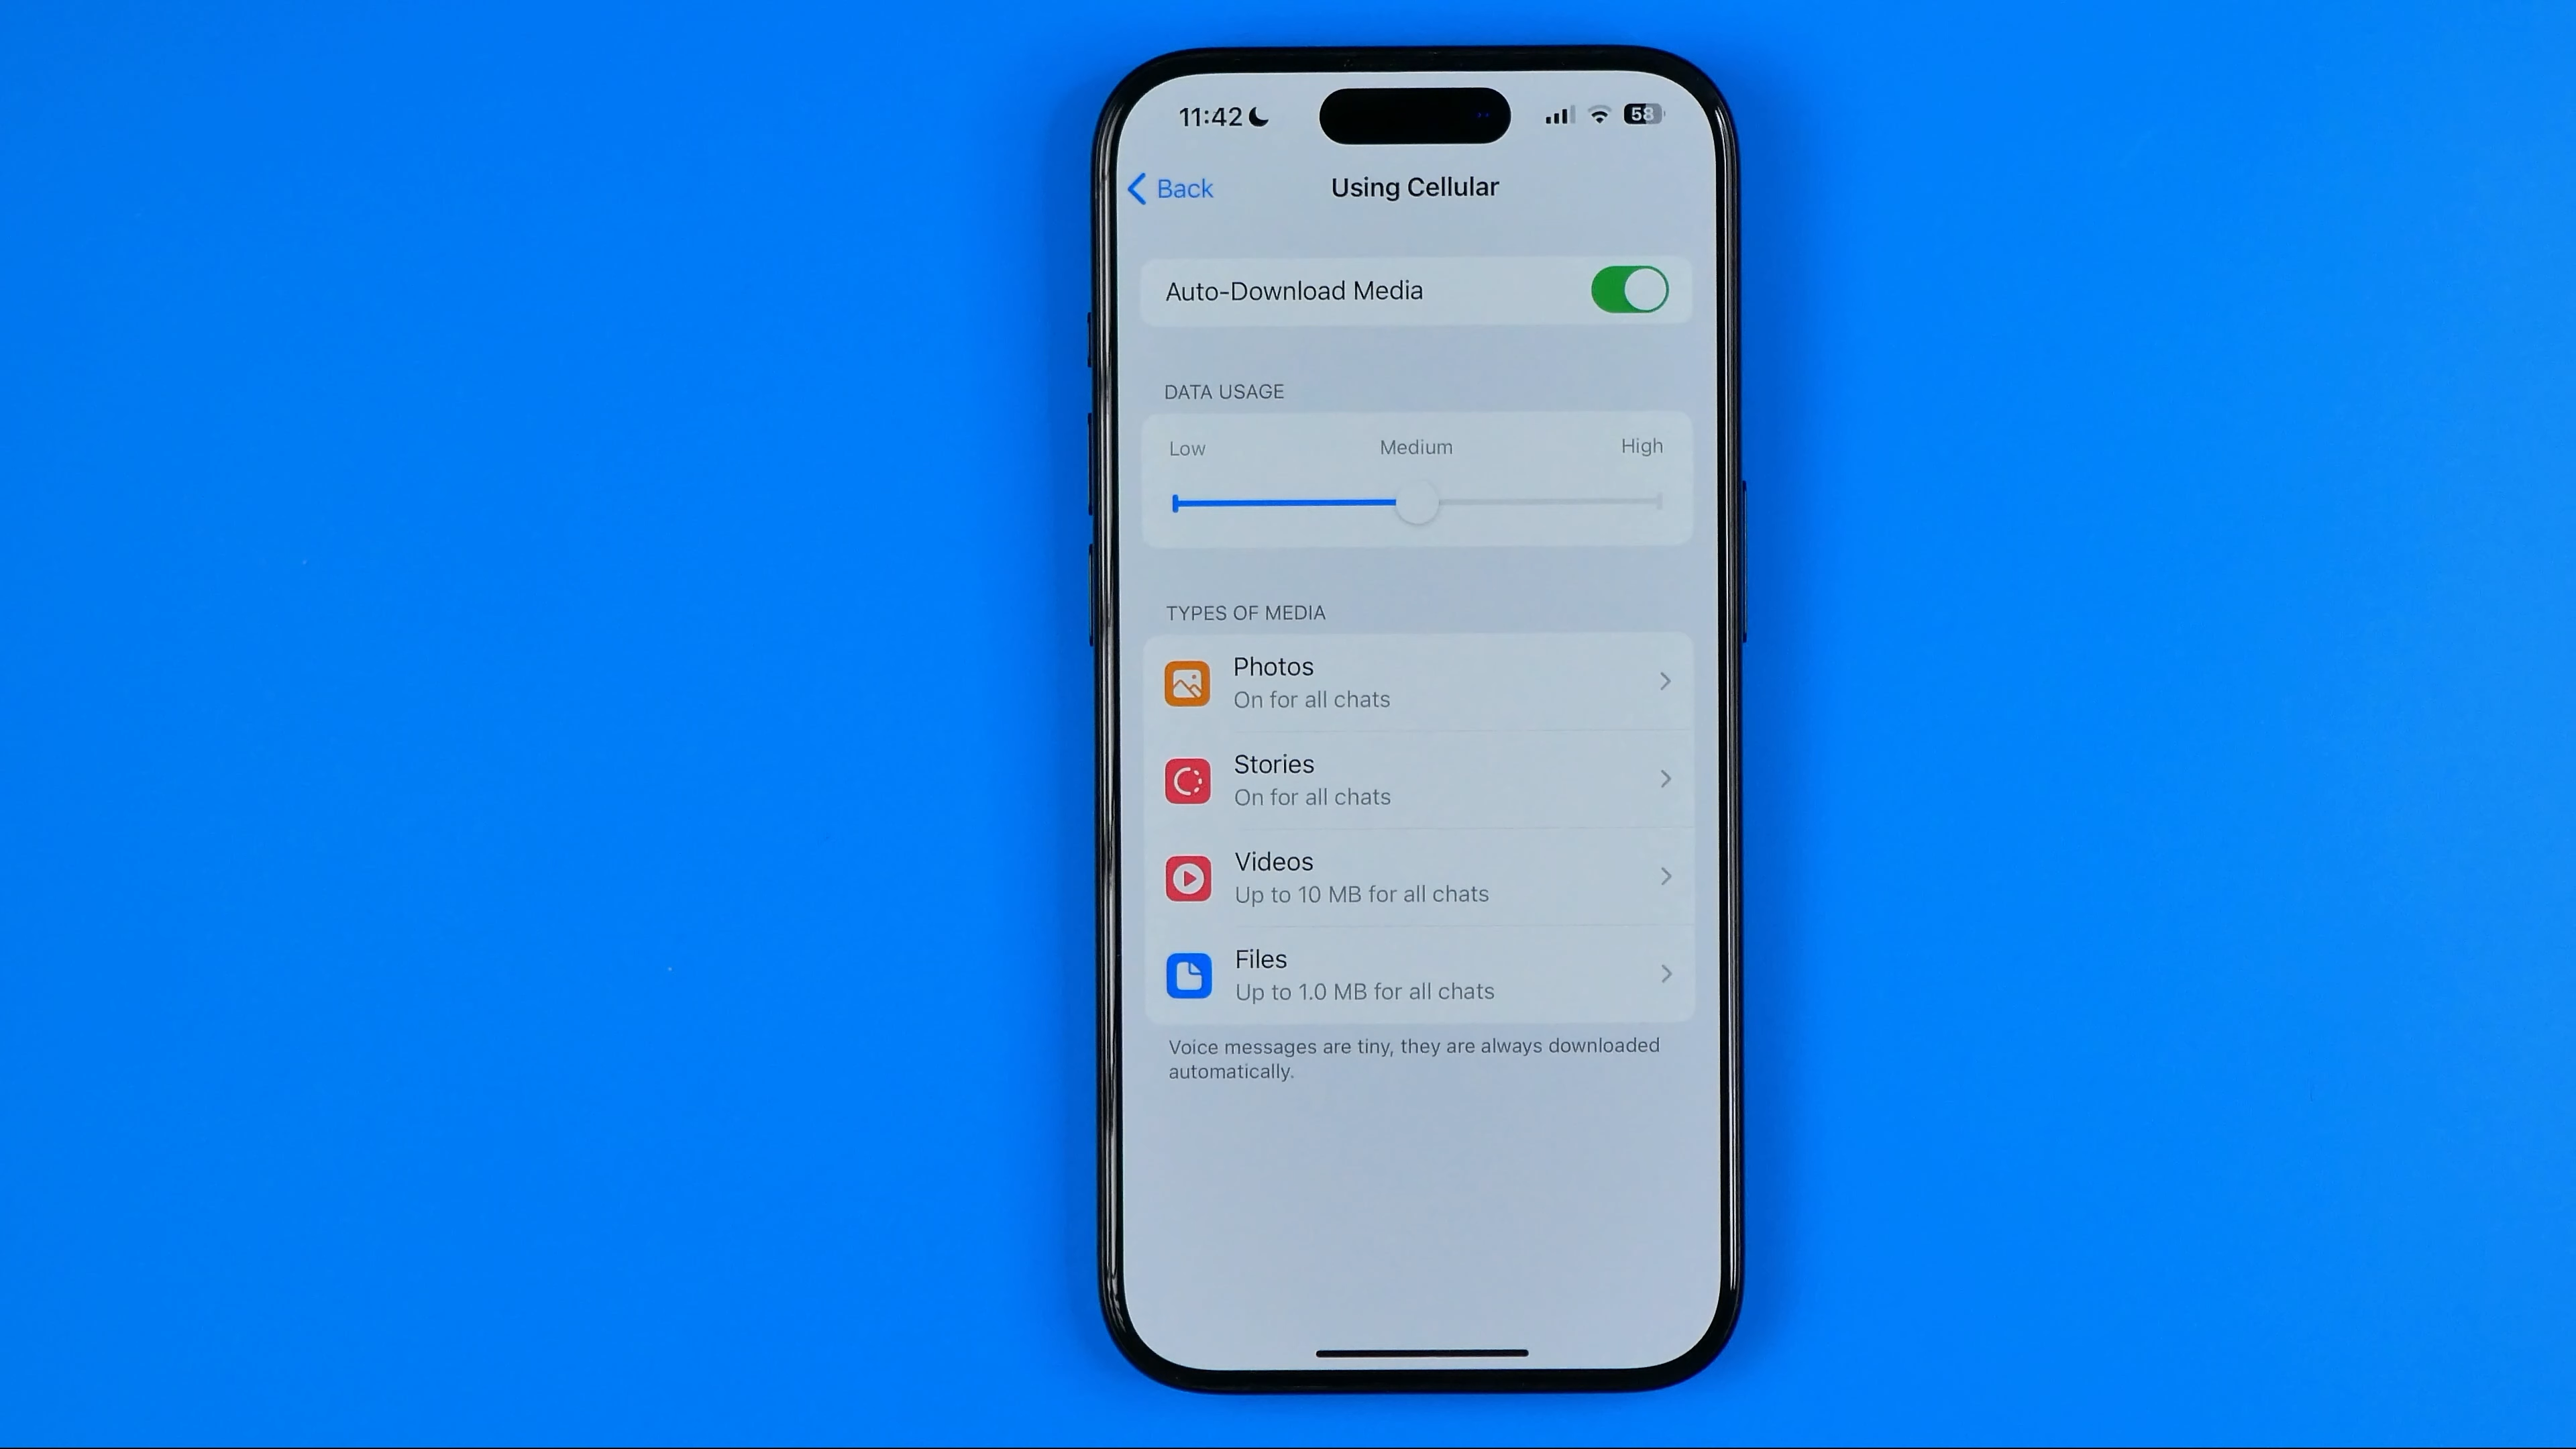 11:42
58
Back
Using Cellular
Auto-Download Media
DATA USAGE
Low Medium High
TYPES OF MEDIA
Photos
On for all chats
Stories
On for all chats
Videos
Up to 10 MB for all chats
Files
Up to 1.0 MB for all chats
Voice messages are tiny, they are always downloaded
automatically.